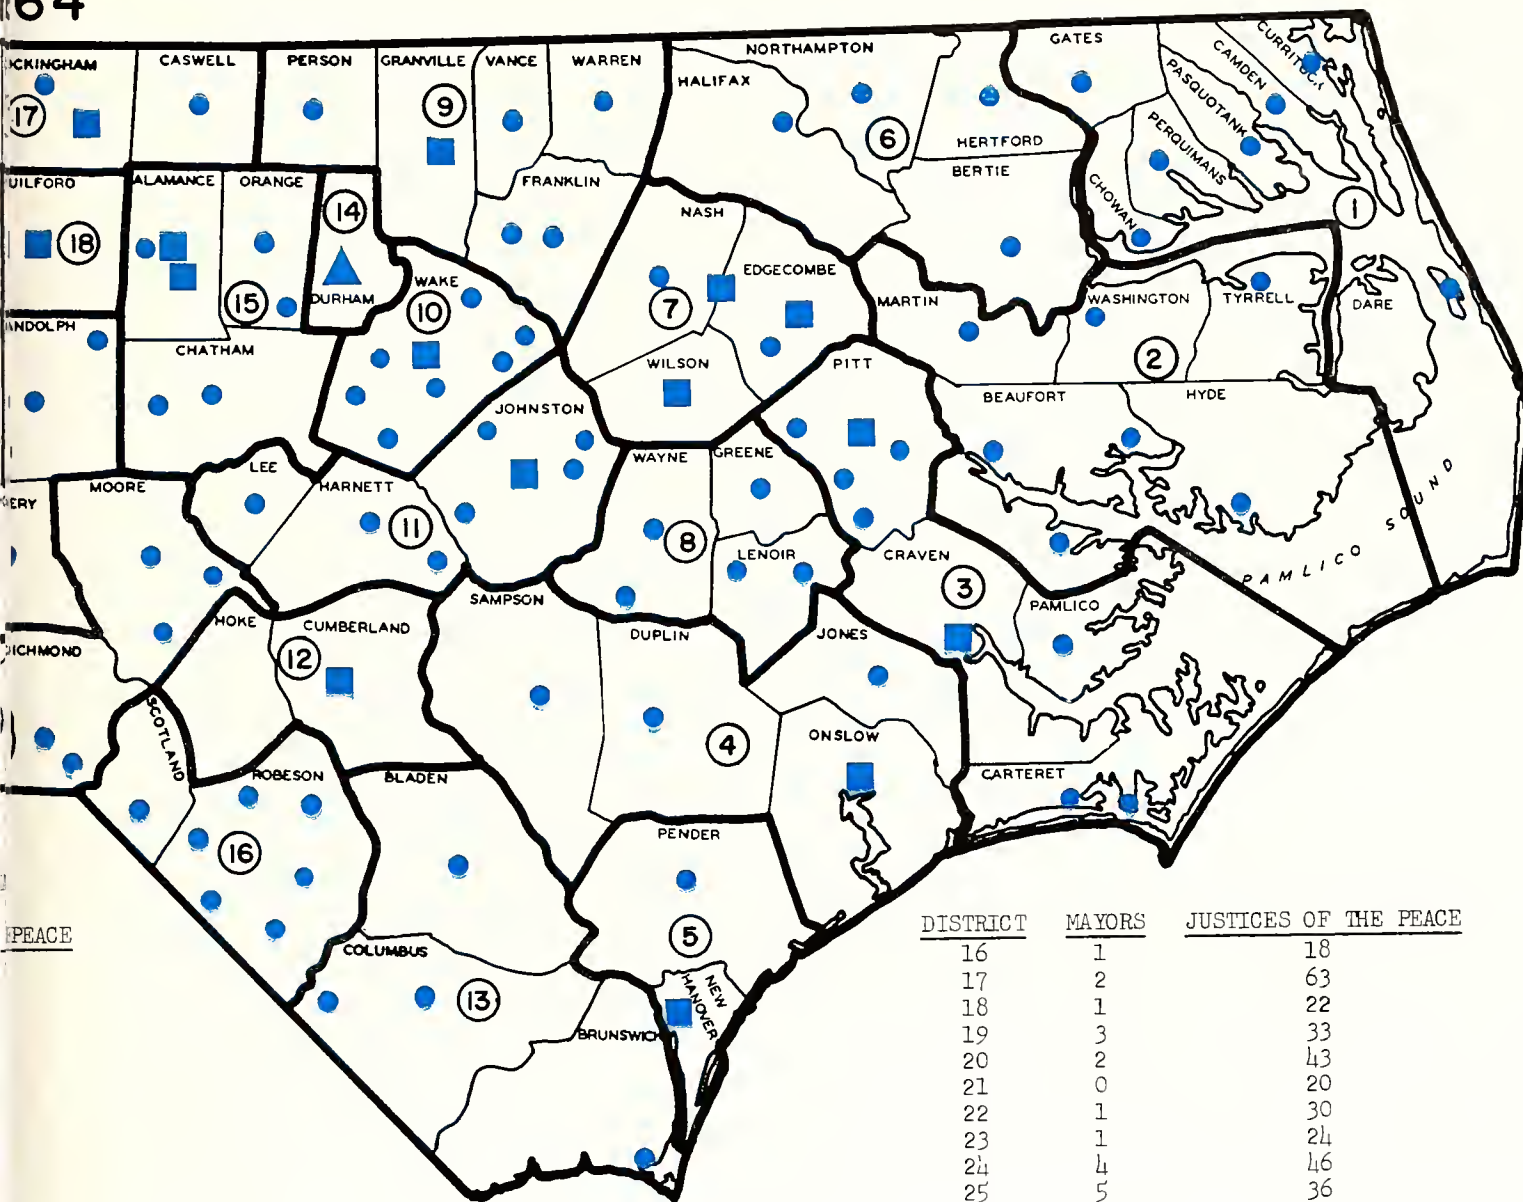 64
CASWELL PERSON GRANVILLE VANCE WARREN NORTHAMPTON GATES CURRITUCK
HALIFAX CAMDEN
PASQUOTANK
17 9 6 HERTFORD PERQUIMANS
BERTIE
ALAMANCE ORANGE FRANKLIN CHOWAN
14 NASH 1
18
EDGECOMBE
15 DURHAM WAKE 7 MARTIN WASHINGTON TYRRELL DARE
10
CHATHAM WILSON PITT 2
JOHNSTON BEAUFORT HYDE
LEE WAYNE GREENE
MOORE HARNETT
11 8 LENOIR CRAVEN PAMLICO SOUND
3
HOKE CUMBERLAND SAMPSON DUPLIN JONES PAMLICO
12
SCOTLAND 4 ONSLOW
ROBESON BLADEN CARTERET
16 PENDER
5
COLUMBUS
13 NEW HANOVER
BRUNSWICK
PEACE
DISTRICT MAYORS JUSTICES OF THE PEACE
16 1 18
17 2 63
18 1 22
19 3 33
20 2 43
21 0 20
22 1 30
23 1 24
24 4 46
25 5 36